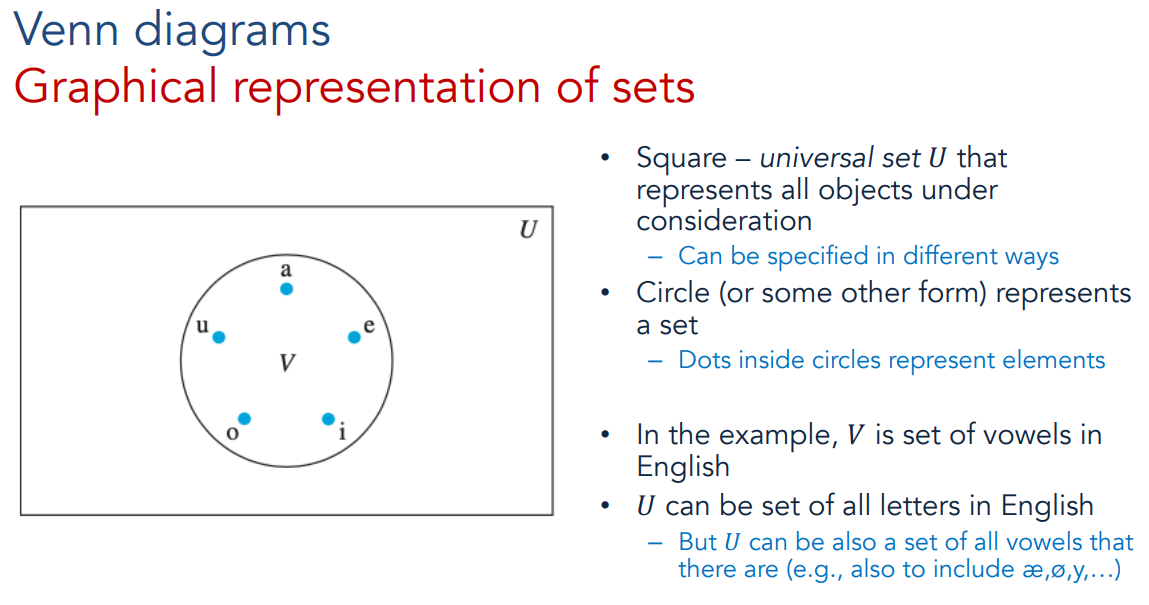 Venn diagrams
Graphical representation of sets
U
a
u
e
V
o
i
• Square – universal set U that
represents all objects under
consideration
– Can be specified in different ways
• Circle (or some other form) represents
a set
– Dots inside circles represent elements
• In the example, V is set of vowels in
English
• U can be set of all letters in English
– But U can be also a set of all vowels that
there are (e.g., also to include æ,ø,y,…)